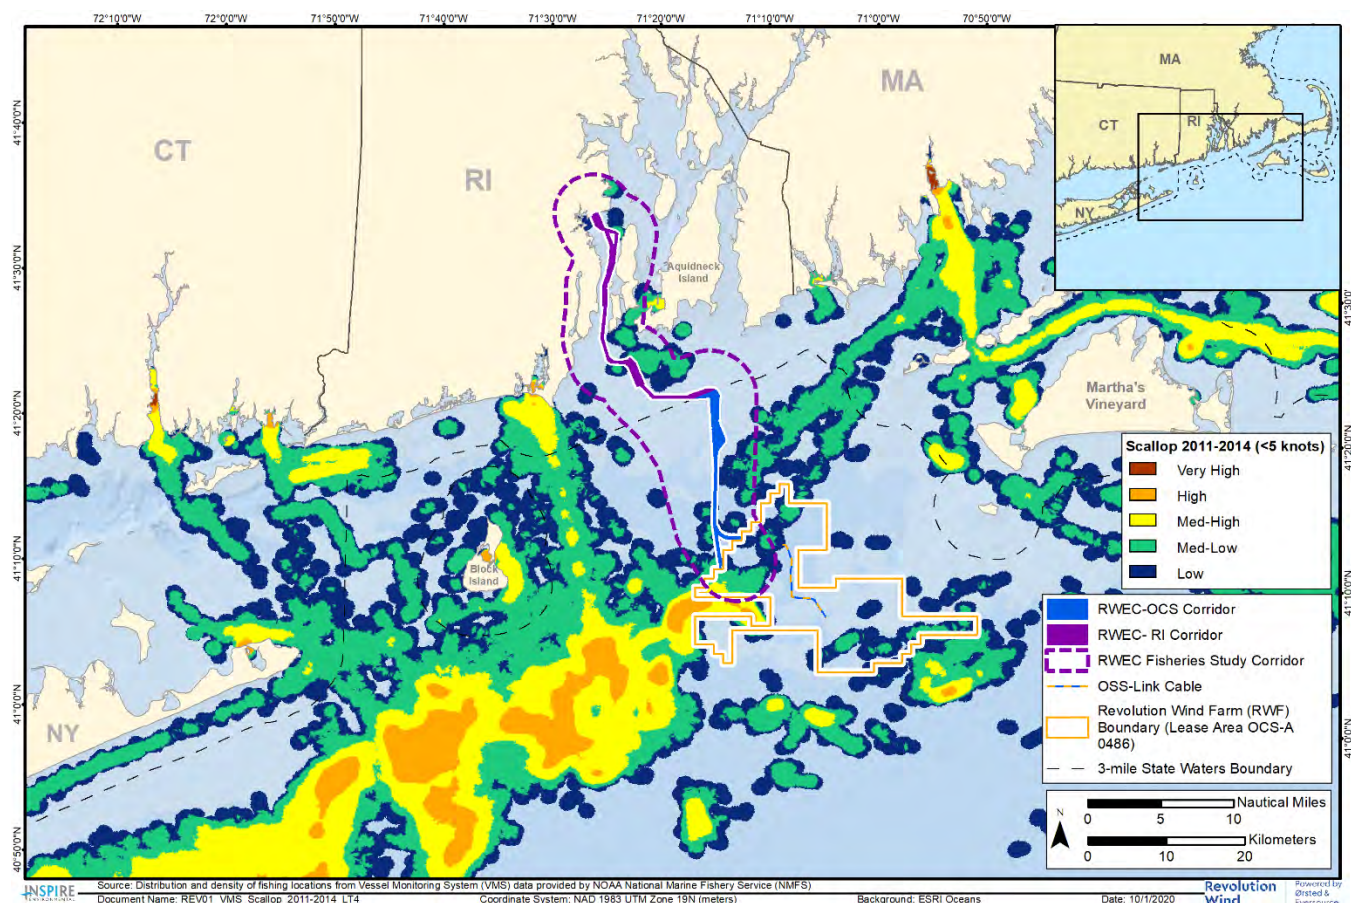 72°10'0"W
72°0'0"W
71°50'0"W
71°40'0"W
71°30'0"W
71°20'0"W
71°10'0"W
71°0'0"W
70°50'0"W
41°40'0"N
41°30'0"N
41°20'0"N
41°10'0"N
41°0'0"N
40°50'0"N
CT
RI
MA
NY
Aquidneck
Island
Block
Island
Martha's
Vineyard
MA
CT
RI
NY
41°30'0"
41°20'0"N
41°10'0"N
41°0'0"N
Scallop 2011-2014 (<5 knots)
Very High
High
Med-High
Med-Low
Low
RWEC-OCS Corridor
RWEC- RI Corridor
RWEC Fisheries Study Corridor
OSS-Link Cable
Revolution Wind Farm (RWF)
Boundary (Lease Area OCS-A
0486)
3-mile State Waters Boundary
N
Nautical Miles
0 5 10
Kilometers
0 10 20
INSPIRE
ENVIRONMENTAL
Source: Distribution and density of fishing locations from Vessel Monitoring System (VMS) data provided by NOAA National Marine Fishery Service (NMFS)
Document Name: REV01_VMS_Scallop_2011-2014_LT4 Coordinate System: NAD 1983 UTM Zone 19N (meters) Background: ESRI Oceans Date: 10/1/2020
Revolution
Wind
Powered by
Ørsted &
Eversource